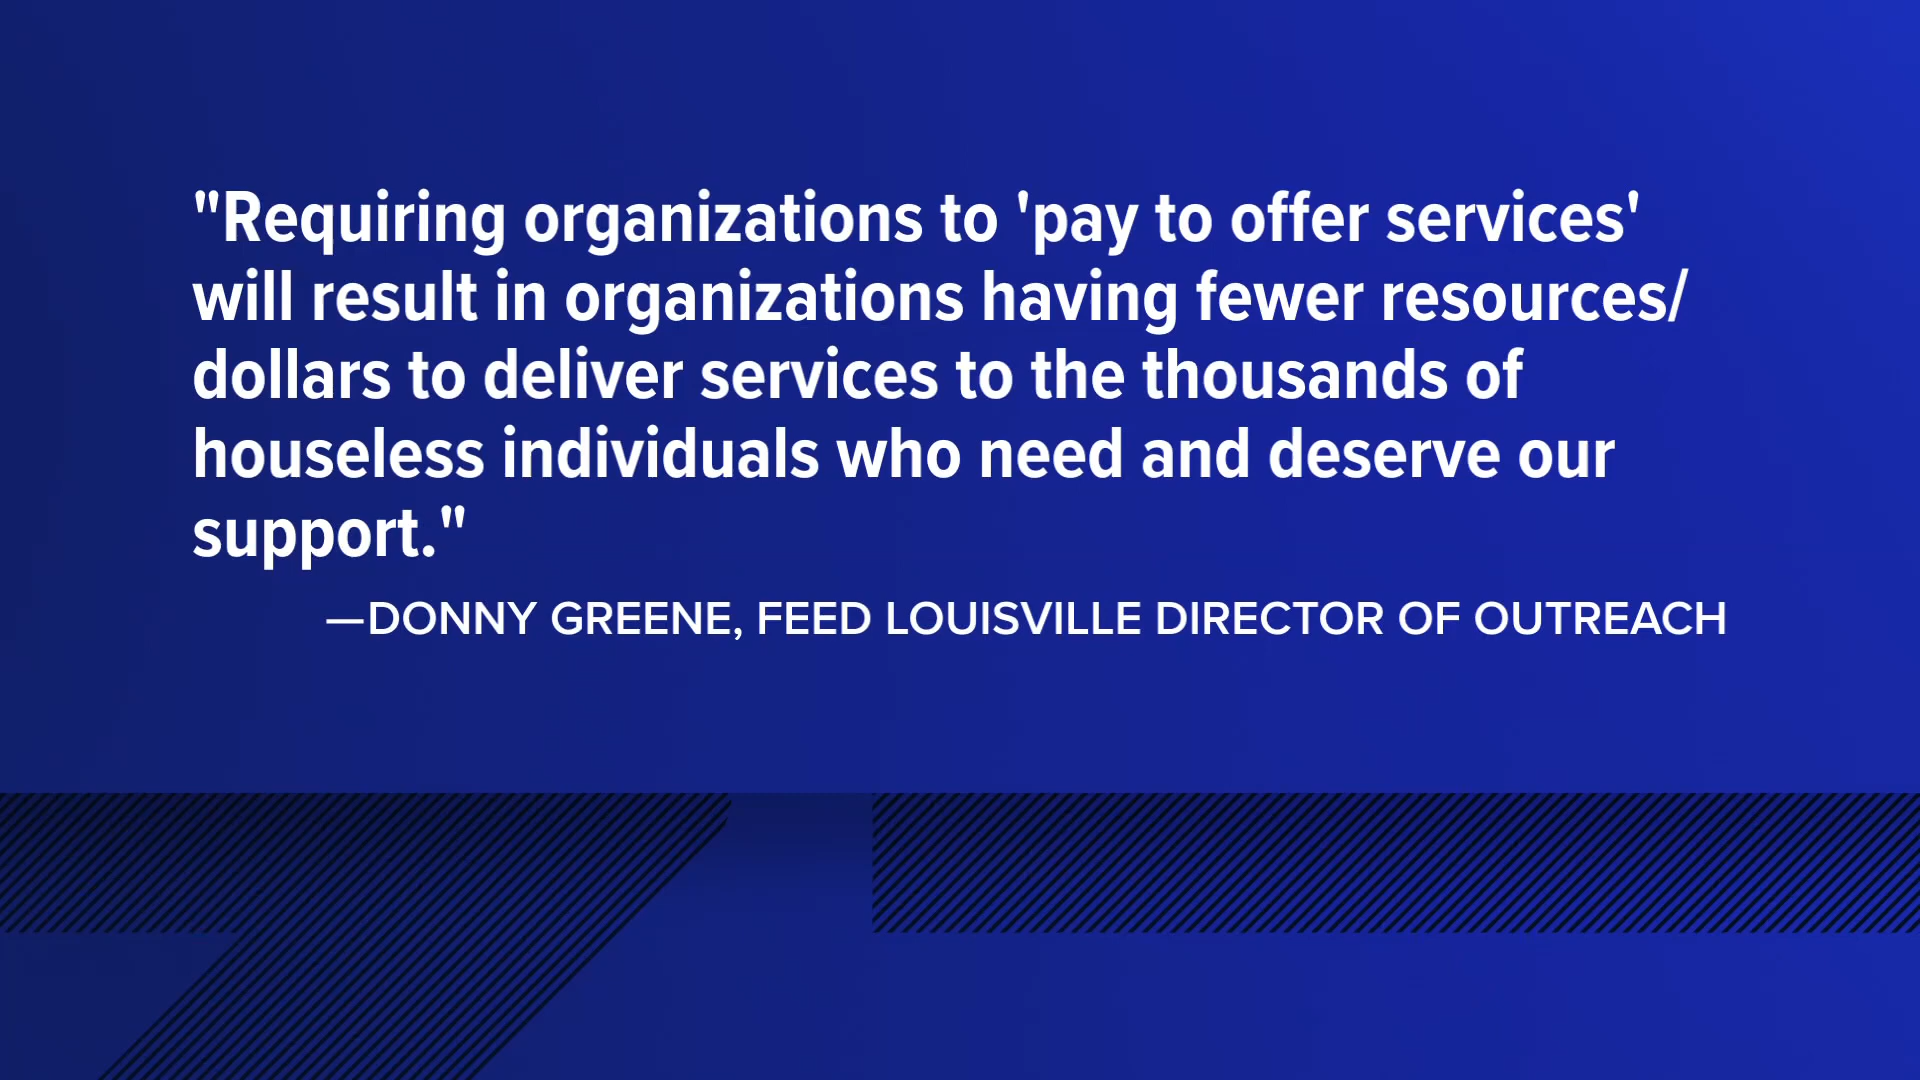 "Requiring organizations to 'pay to offer services'
will result in organizations having fewer resources/
dollars to deliver services to the thousands of
houseless individuals who need and deserve our
support."
—DONNY GREENE, FEED LOUISVILLE DIRECTOR OF OUTREACH